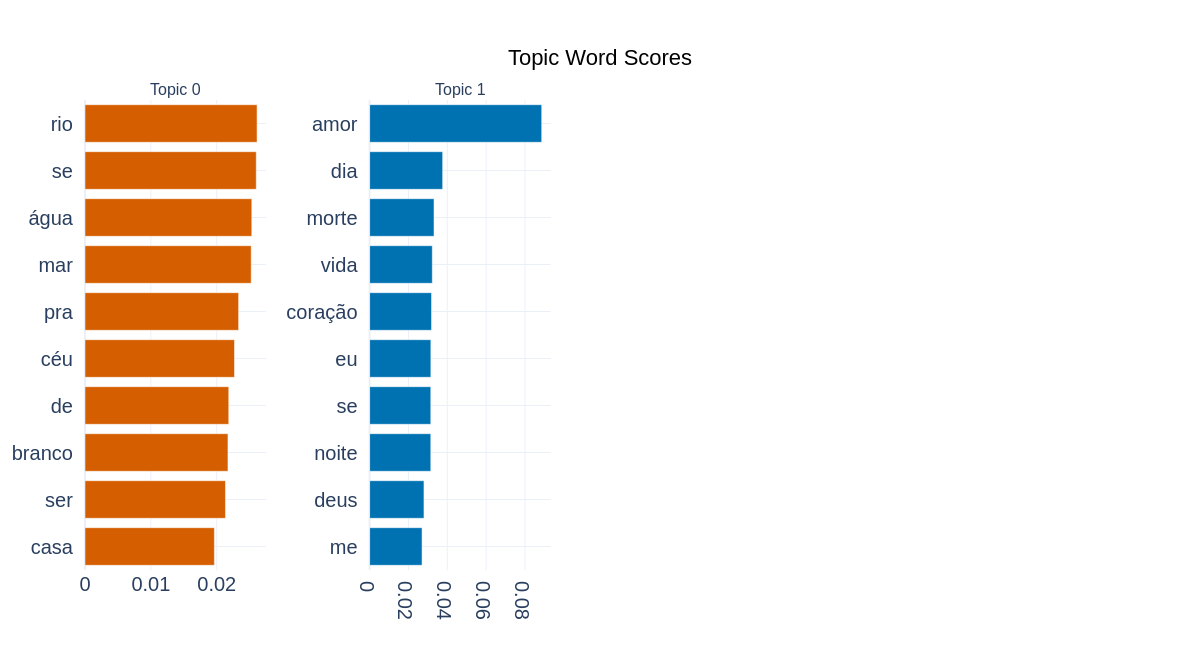 Topic Word Scores
Topic 0
rio
se
água
mar
pra
céu
de
branco
ser
casa
0 0.01 0.02
Topic 1
amor
dia
morte
vida
coração
eu
se
noite
deus
me
0 0.02 0.04 0.06 0.08